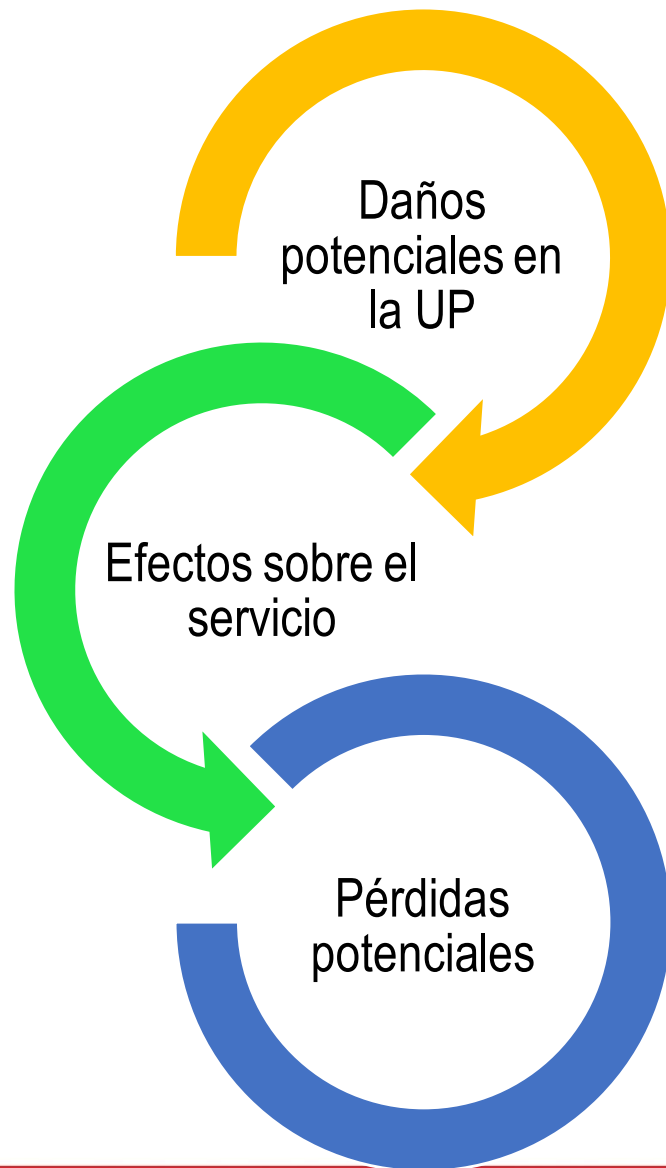 Daños
potenciales en
la UP
Efectos sobre el
servicio
Pérdidas
potenciales